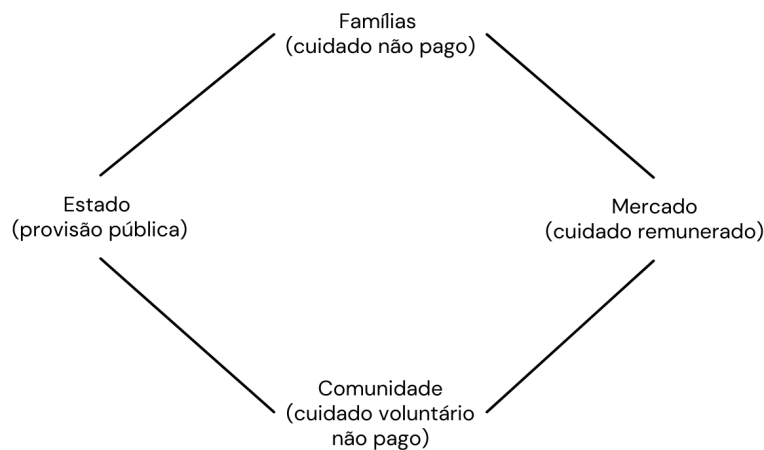 Famílias
(cuidado não pago)
Estado
(provisão pública)
Mercado
(cuidado remunerado)
Comunidade
(cuidado voluntário
não pago)